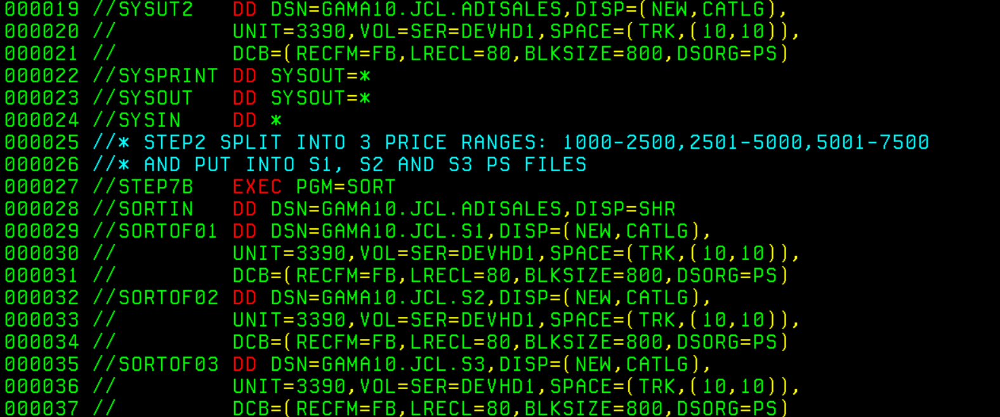 000019 //SYSUT2   DD DSN=GAMA10.JCL.ADISALES,DISP=(NEW,CATLG),
000020 //         UNIT=3390,VOL=SER=DEVHD1,SPACE=(TRK,(10,10)),
000021 //         DCB=(RECFM=FB,LRECL=80,BLKSIZE=800,DSORG=PS)
000022 //SYSPRINT DD SYSOUT=*
000023 //SYSOUT   DD SYSOUT=*
000024 //SYSIN    DD *
000025 //* STEP2 SPLIT INTO 3 PRICE RANGES: 1000-2500,2501-5000,5001-7500
000026 //* AND PUT INTO S1, S2 AND S3 PS FILES
000027 //STEP7B   EXEC PGM=SORT
000028 //SORTIN   DD DSN=GAMA10.JCL.ADISALES,DISP=SHR
000029 //SORTOF01 DD DSN=GAMA10.JCL.S1,DISP=(NEW,CATLG),
000030 //         UNIT=3390,VOL=SER=DEVHD1,SPACE=(TRK,(10,10)),
000031 //         DCB=(RECFM=FB,LRECL=80,BLKSIZE=800,DSORG=PS)
000032 //SORTOF02 DD DSN=GAMA10.JCL.S2,DISP=(NEW,CATLG),
000033 //         UNIT=3390,VOL=SER=DEVHD1,SPACE=(TRK,(10,10)),
000034 //         DCB=(RECFM=FB,LRECL=80,BLKSIZE=800,DSORG=PS)
000035 //SORTOF03 DD DSN=GAMA10.JCL.S3,DISP=(NEW,CATLG),
000036 //         UNIT=3390,VOL=SER=DEVHD1,SPACE=(TRK,(10,10)),
000037 //         DCB=(RECFM=FB,LRECL=80,BLKSIZE=800,DSORG=PS)